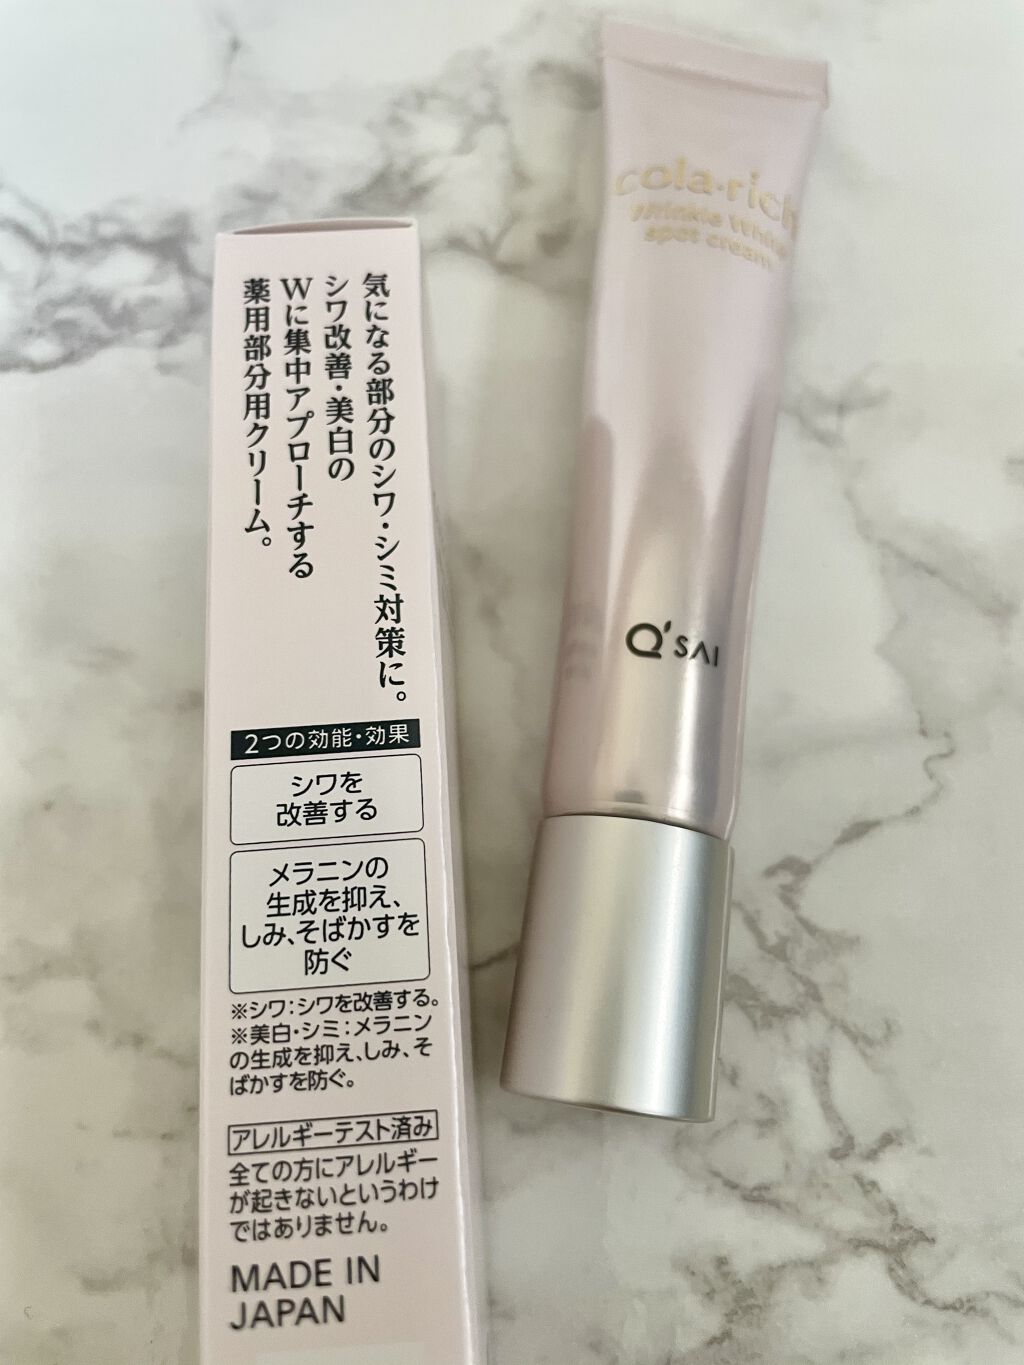 気になる部分のシワ・シミ対策に。
シワ改善・美白の
Wに集中アプローチする
薬用部分用クリーム。
2つの効能・効果
シワを
改善する
メラニンの
生成を抑え、
しみ、そばかすを
防ぐ
※シワ：シワを改善する。
※美白・シミ：メラニン
の生成を抑え、しみ、そ
ばかすを防ぐ。
アレルギーテスト済み
全ての方にアレルギー
が起きないというわけ
ではありません。
MADE IN
JAPAN
cola・rich
Wrinkle White
spot cream
Q'SAI